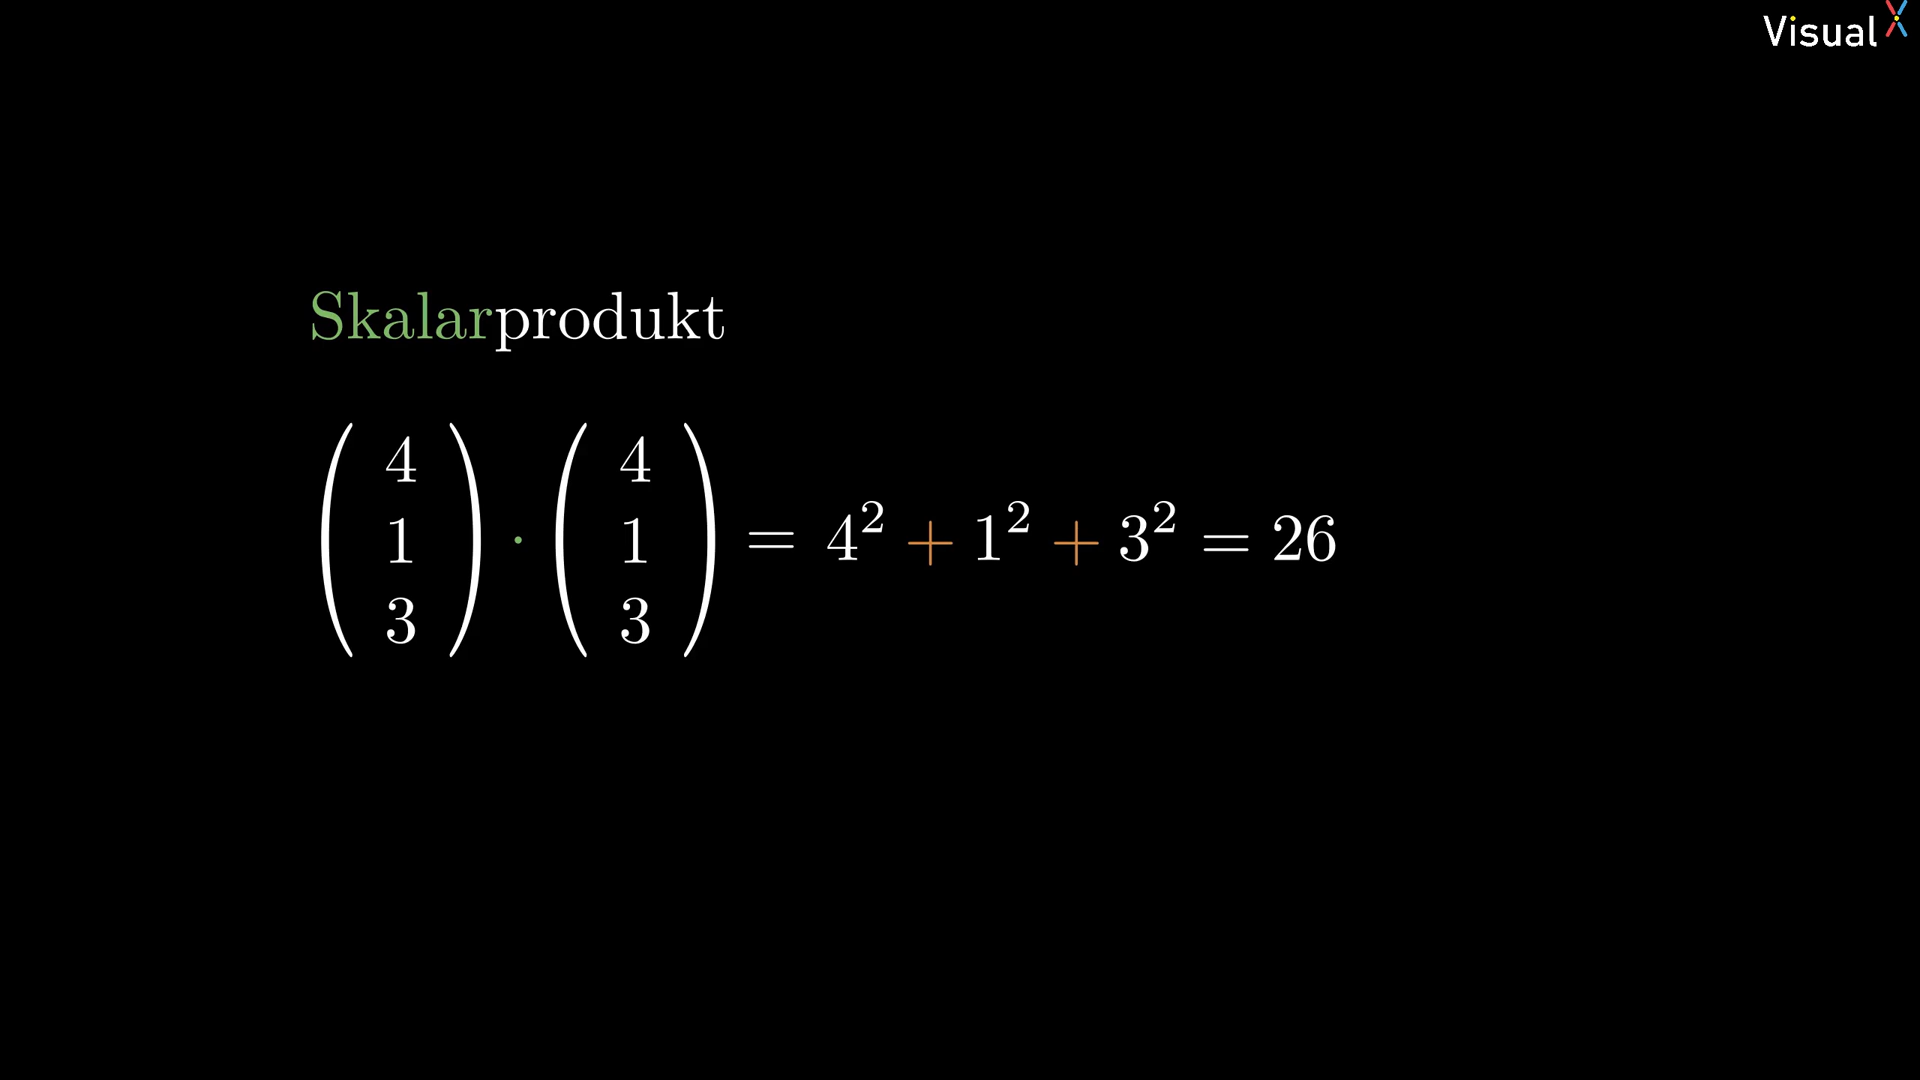 Visual X
Skalarprodukt
(4 1 3) · (4 1 3) = 4² + 1² + 3² = 26